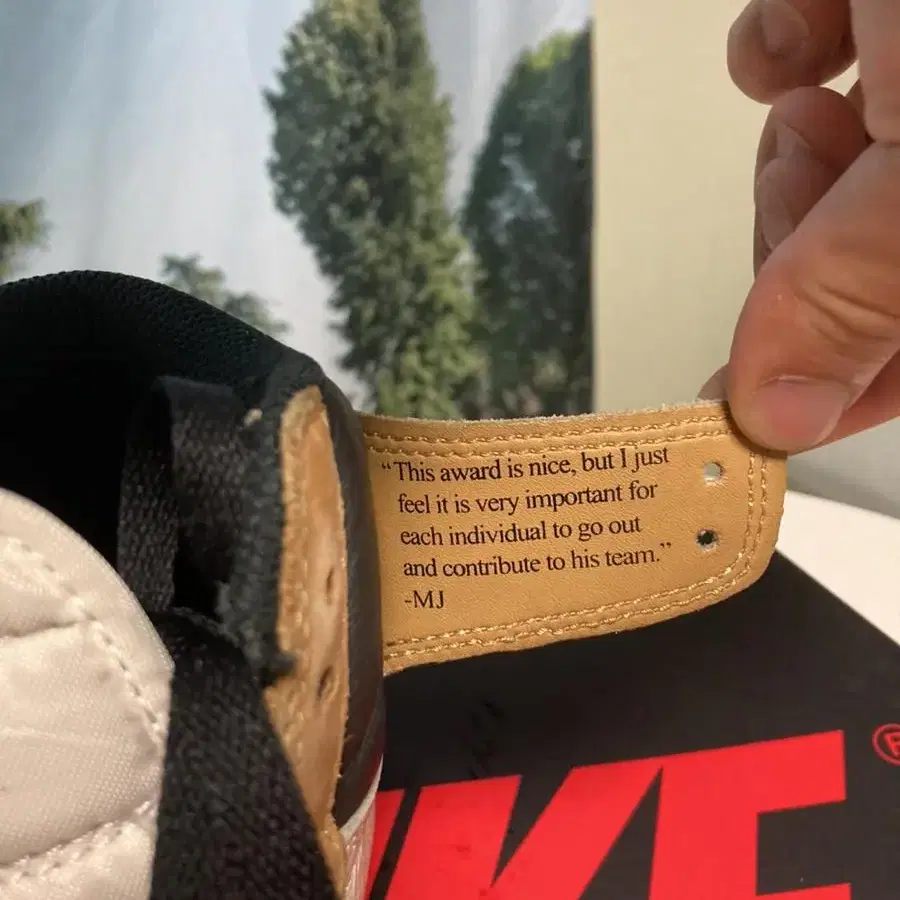 “This award is nice, but I just
feel it is very important for
each individual to go out
and contribute to his team.”
-MJ
IKE
®